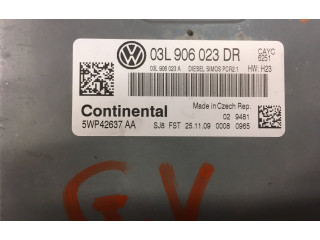 03L 906 023 DR
CAYC
6251
03L 906 023 A DIESEL SIMOS PCR2.1 HW: H23
Continental
Made in Czech Rep.
02 9481
5WP42637 AA
SJ8 FST 25.11.09 0008 0965
G.V